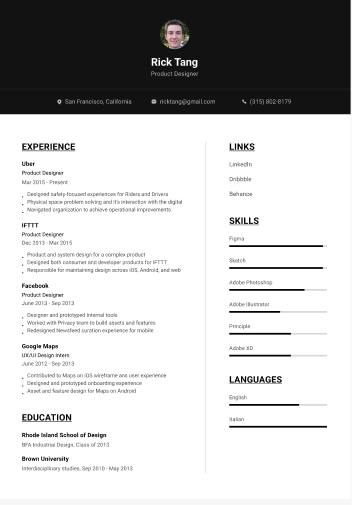 Rick Tang
Product Designer
San Francisco, California
ricktang@gmail.com
(315) 802-8179
EXPERIENCE
Uber
Product Designer
Mar 2015 - Present
Designed safety-focused experiences for Riders and Drivers
Physical space problem solving and it's interaction with the digital
Navigated organization to achieve operational improvements
IFTTT
Product Designer
Dec 2013 - Mar 2015
Product and system design for a complex product
Designed both consumer and developer products for IFTTT
Responsible for maintaining design across iOS, Android, and web
Facebook
Product Designer
June 2013 - Sep 2013
Designer and prototyped internal tools
Worked with Privacy team to build assets and features
Redesigned Newsfeed curation experience for mobile
Google Maps
UX/UI Design Intern
June 2012 - Sep 2013
Contributed to Maps on iOS wireframe and user experience
Designed and prototyped onboarding experience
Asset and feature design for Maps on Android
EDUCATION
Rhode Island School of Design
BFA Industrial Design, Class of 2013
Brown University
Interdisciplinary studies, Sep 2010 - May 2013
LINKS
LinkedIn
Dribbble
Behance
SKILLS
Figma
Sketch
Adobe Photoshop
Adobe Illustrator
Principle
Adobe XD
LANGUAGES
English
Italian